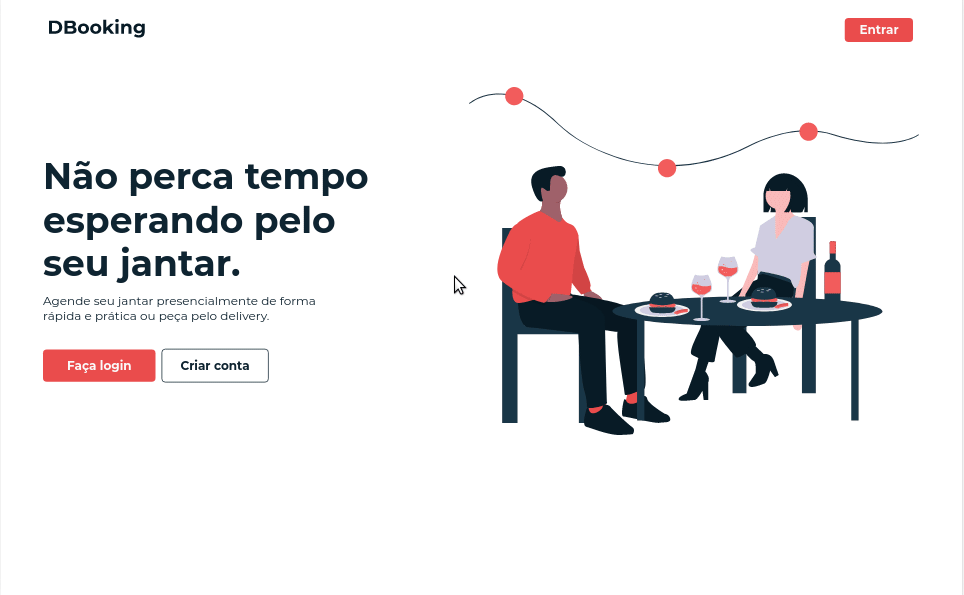 DBooking
Entrar
Não perca tempo
esperando pelo
seu jantar.
Agende seu jantar presencialmente de forma
rápida e prática ou peça pelo delivery.
Faça login
Criar conta